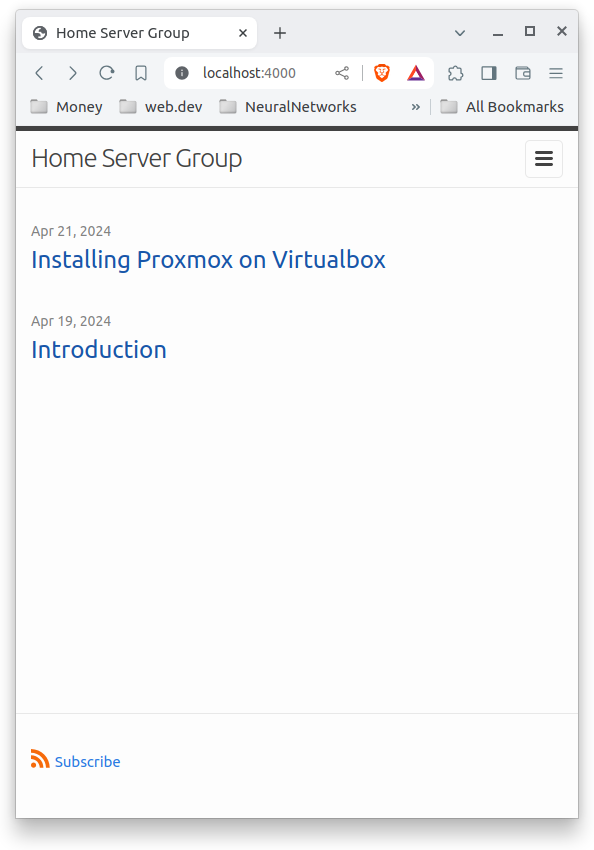 Home Server Group
localhost:4000
Money web.dev NeuralNetworks » All Bookmarks
Home Server Group
Apr 21, 2024
Installing Proxmox on Virtualbox
Apr 19, 2024
Introduction
Subscribe